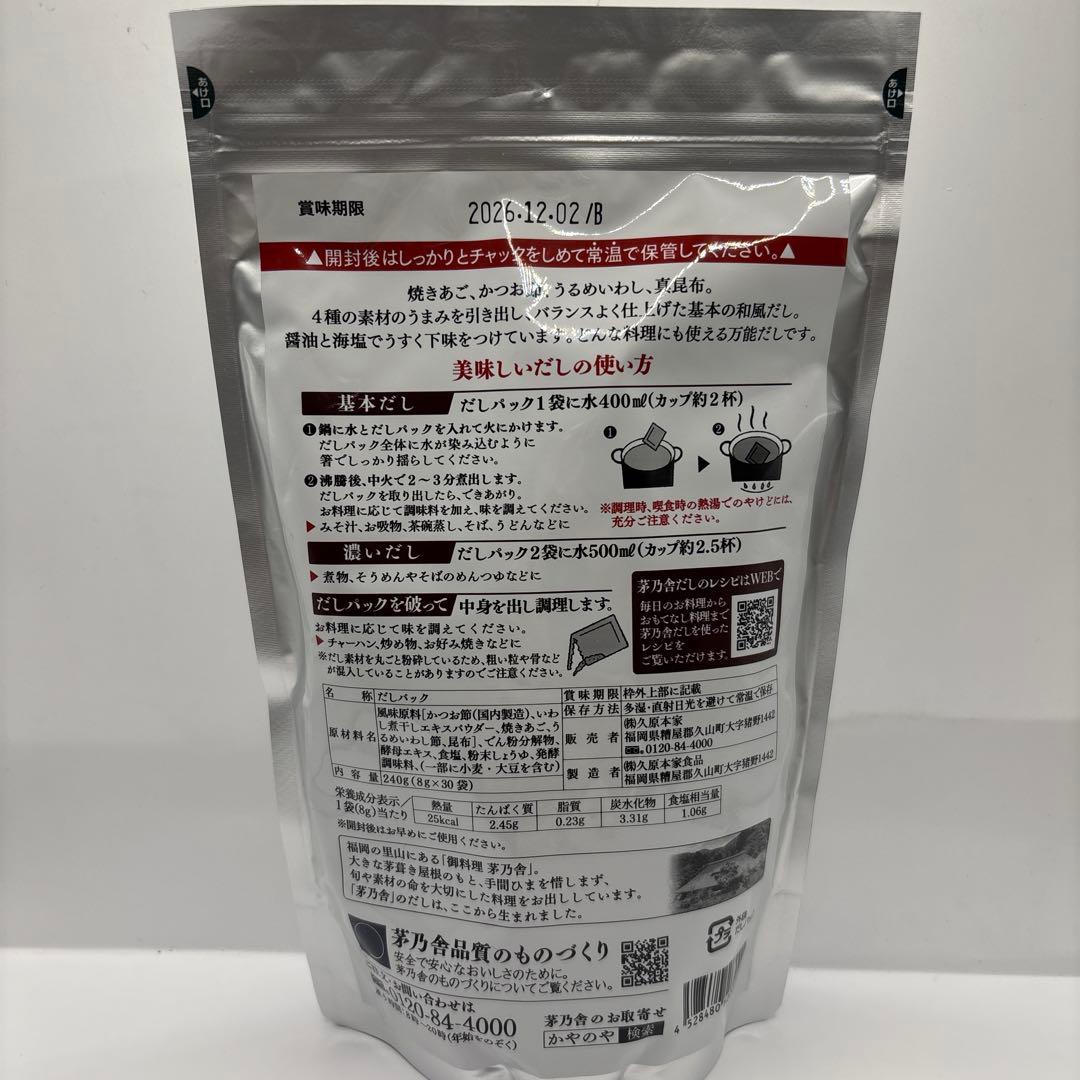 あけ口
あけ口
賞味期限 2026.12.02/B
▲開封後はしっかりとチャックをしめて常温で保管してください。▲
焼きあご、かつお節、うるめいわし、真昆布。
4種の素材のうまみを引き出し、バランスよく仕上げた基本の和風だし。
醤油と海塩でうすく下味をつけています。どんな料理にも使える万能だしです。
美味しいだしの使い方
基本だし だしパック1袋に水400㎖(カップ約2杯)
❶鍋に水とだしパックを入れて火にかけます。
だしパック全体に水が染み込むように
箸でしっかり揺らしてください。
❷沸騰後、中火で2〜3分煮出します。
だしパックを取り出したら、できあがり。
お料理に応じて調味料を加え、味を調えてください。
▶みそ汁、お吸物、茶碗蒸し、そば、うどんなどに
❶ ▶ ❷
※調理時、喫食時の熱湯でのやけどには、
充分ご注意ください。
濃いだし だしパック2袋に水500㎖(カップ約2.5杯)
▶煮物、そうめんやそばのめんつゆなどに
だしパックを破って 中身を出し調理します。
お料理に応じて味を調えてください。
▶チャーハン、炒め物、お好み焼きなどに
※だし素材を丸ごと粉砕しているため、粗い粒や骨など
が混入していることがありますのでご注意ください。
茅乃舎だしのレシピはWEBで
毎日のお料理から
おもてなし料理まで
茅乃舎だしを使った
レシピを
ご覧いただけます。
名称 だしパック
原材料名 風味原料[かつお節(国内製造)、いわ
し煮干しエキスパウダー、焼きあご、う
るめいわし節、昆布]、でん粉分解物、
酵母エキス、食塩、粉末しょうゆ、発酵
調味料、(一部に小麦・大豆を含む)
内容量 240g(8g×30袋)
賞味期限 枠外上部に記載
保存方法 多湿・直射日光を避けて常温で保存
販売者 ㈱久原本家
福岡県糟屋郡久山町大字猪野1442
0120-84-4000
製造者 ㈱久原本家食品
福岡県糟屋郡久山町大字猪野1442
栄養成分表示/
1袋(8g)当たり
熱量 たんぱく質 脂質 炭水化物 食塩相当量
25kcal 2.45g 0.23g 3.31g 1.06g
※開封後はお早めにご使用ください。
福岡の里山にある「御料理 茅乃舎」。
大きな茅葺き屋根のもと、手間ひまを惜しまず、
旬や素材の命を大切にした料理をお出ししています。
「茅乃舎」のだしは、ここから生まれました。
茅乃舎品質のものづくり
安全で安心なおいしさのために。
茅乃舎のものづくりについてご覧ください。
プラ
外袋
お問い合わせは
0120-84-4000
(年始をのぞく)
茅乃舎のお取寄せ
かやのや 検索
4 528480